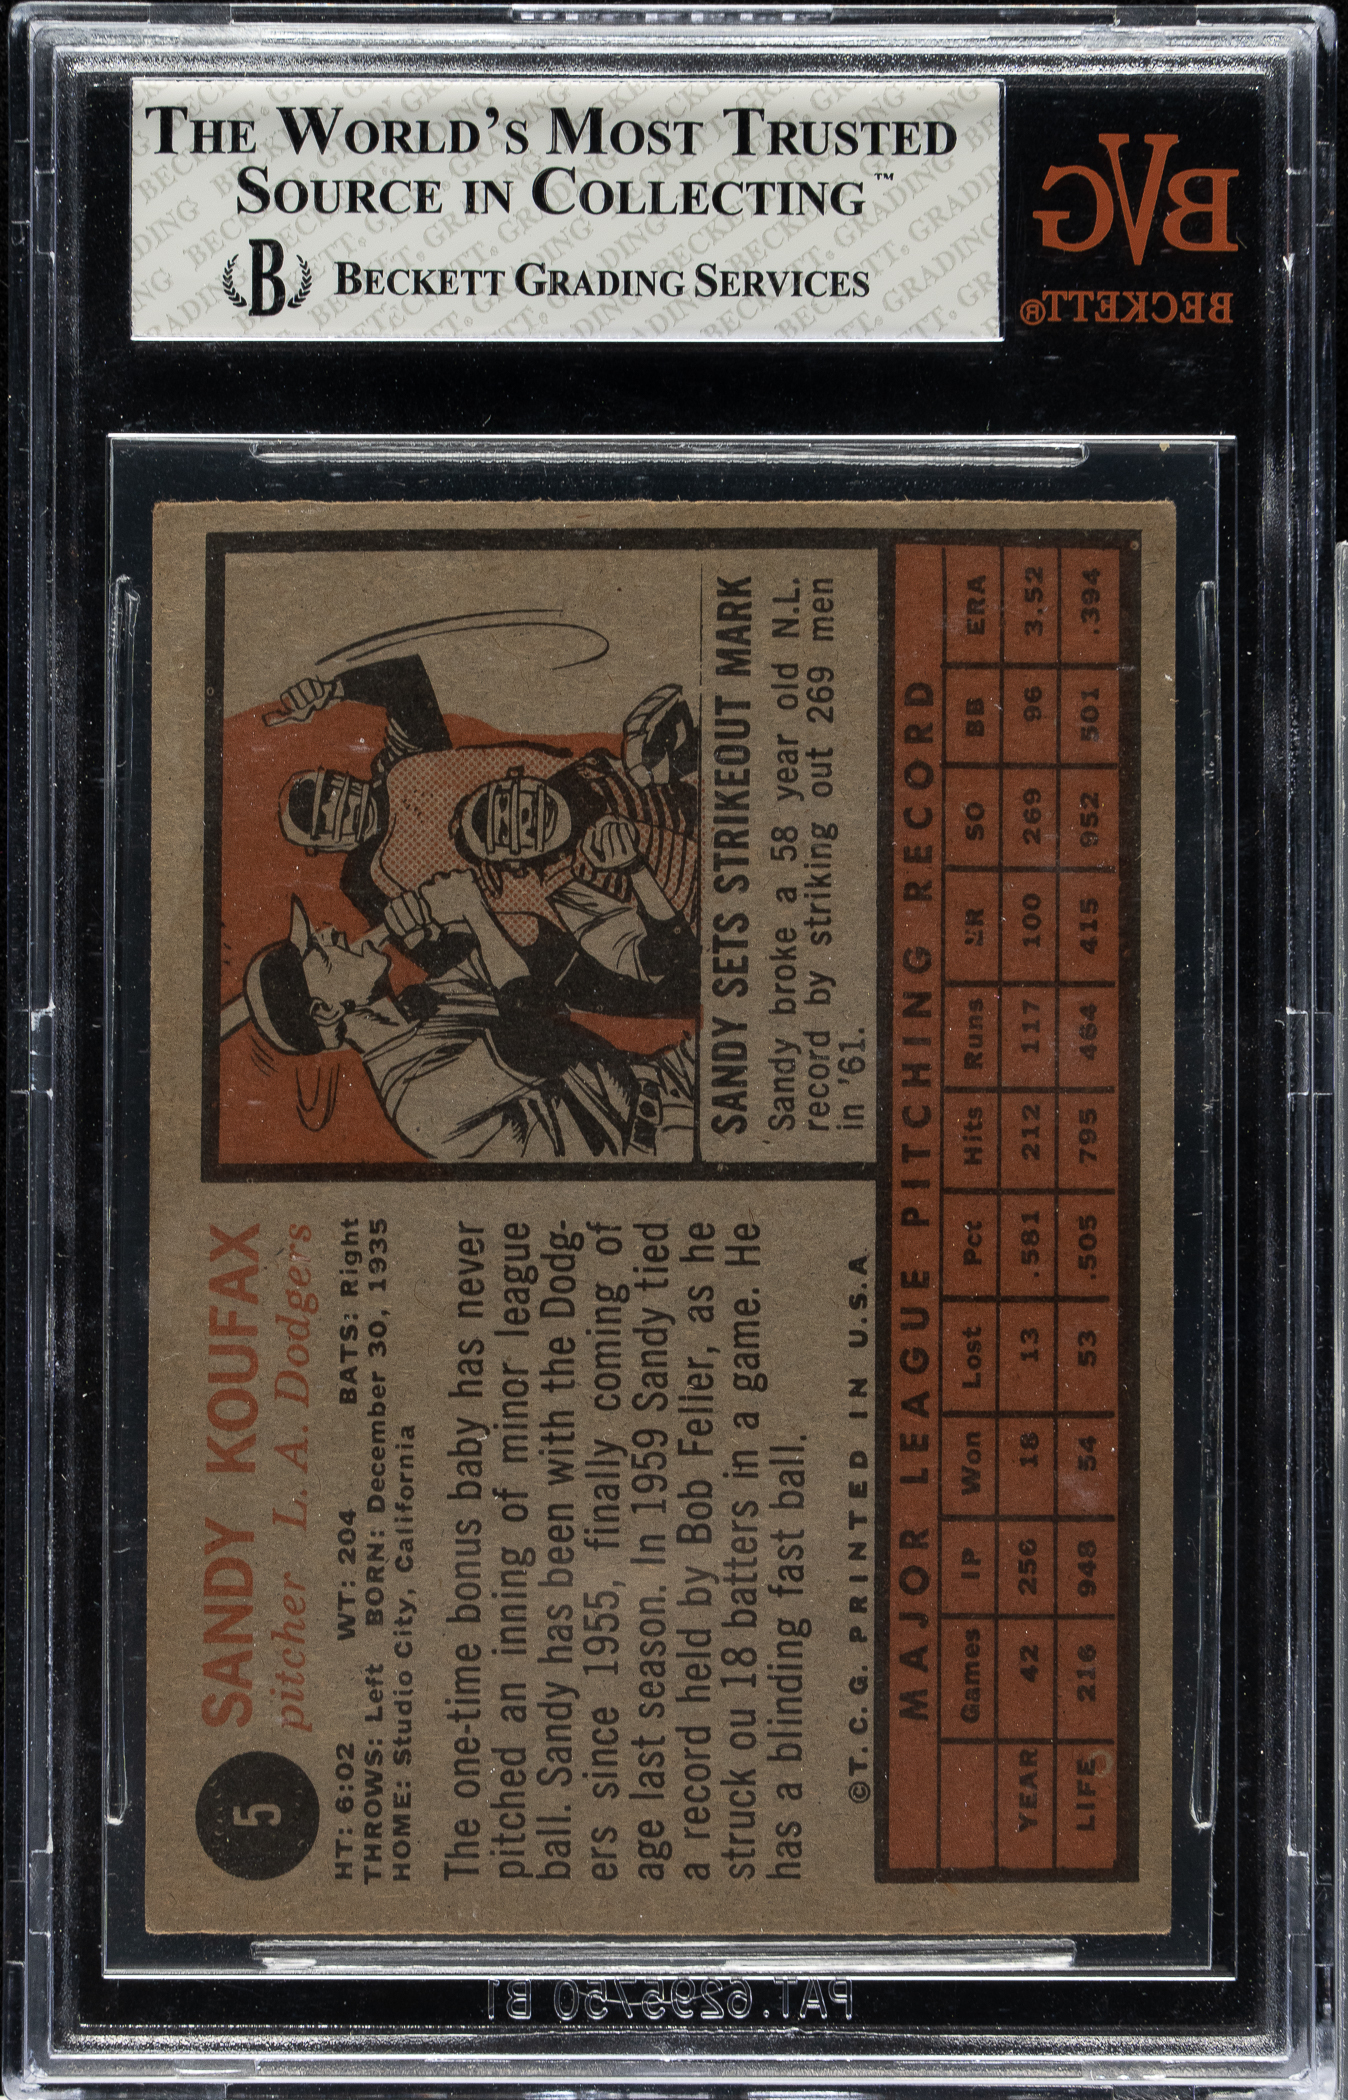 THE WORLD'S MOST TRUSTED
SOURCE IN COLLECTING™
B BECKETT GRADING SERVICES
BVG
BECKETT®
5
SANDY KOUFAX
pitcher L. A. Dodgers
HT: 6:02 WT: 204 BATS: Right
THROWS: Left BORN: December 30, 1935
HOME: Studio City, California
The one-time bonus baby has never
pitched an inning of minor league
ball. Sandy has been with the Dodg-
ers since 1955, finally coming of
age last season. In 1959 Sandy tied
a record held by Bob Feller, as he
struck ou 18 batters in a game. He
has a blinding fast ball.
©T.C.G. PRINTED IN U.S.A
SANDY SETS STRIKEOUT MARK
Sandy broke a 58 year old N.L.
record by striking out 269 men
in '61.
MAJOR LEAGUE PITCHING RECORD
Games IP Won Lost Pct Hits Runs ER SO BB ERA
YEAR 42 256 18 13 .581 212 117 100 269 96 3.52
LIFE 216 948 54 53 .505 795 464 415 952 501 .394
PAT. 6295750 B1